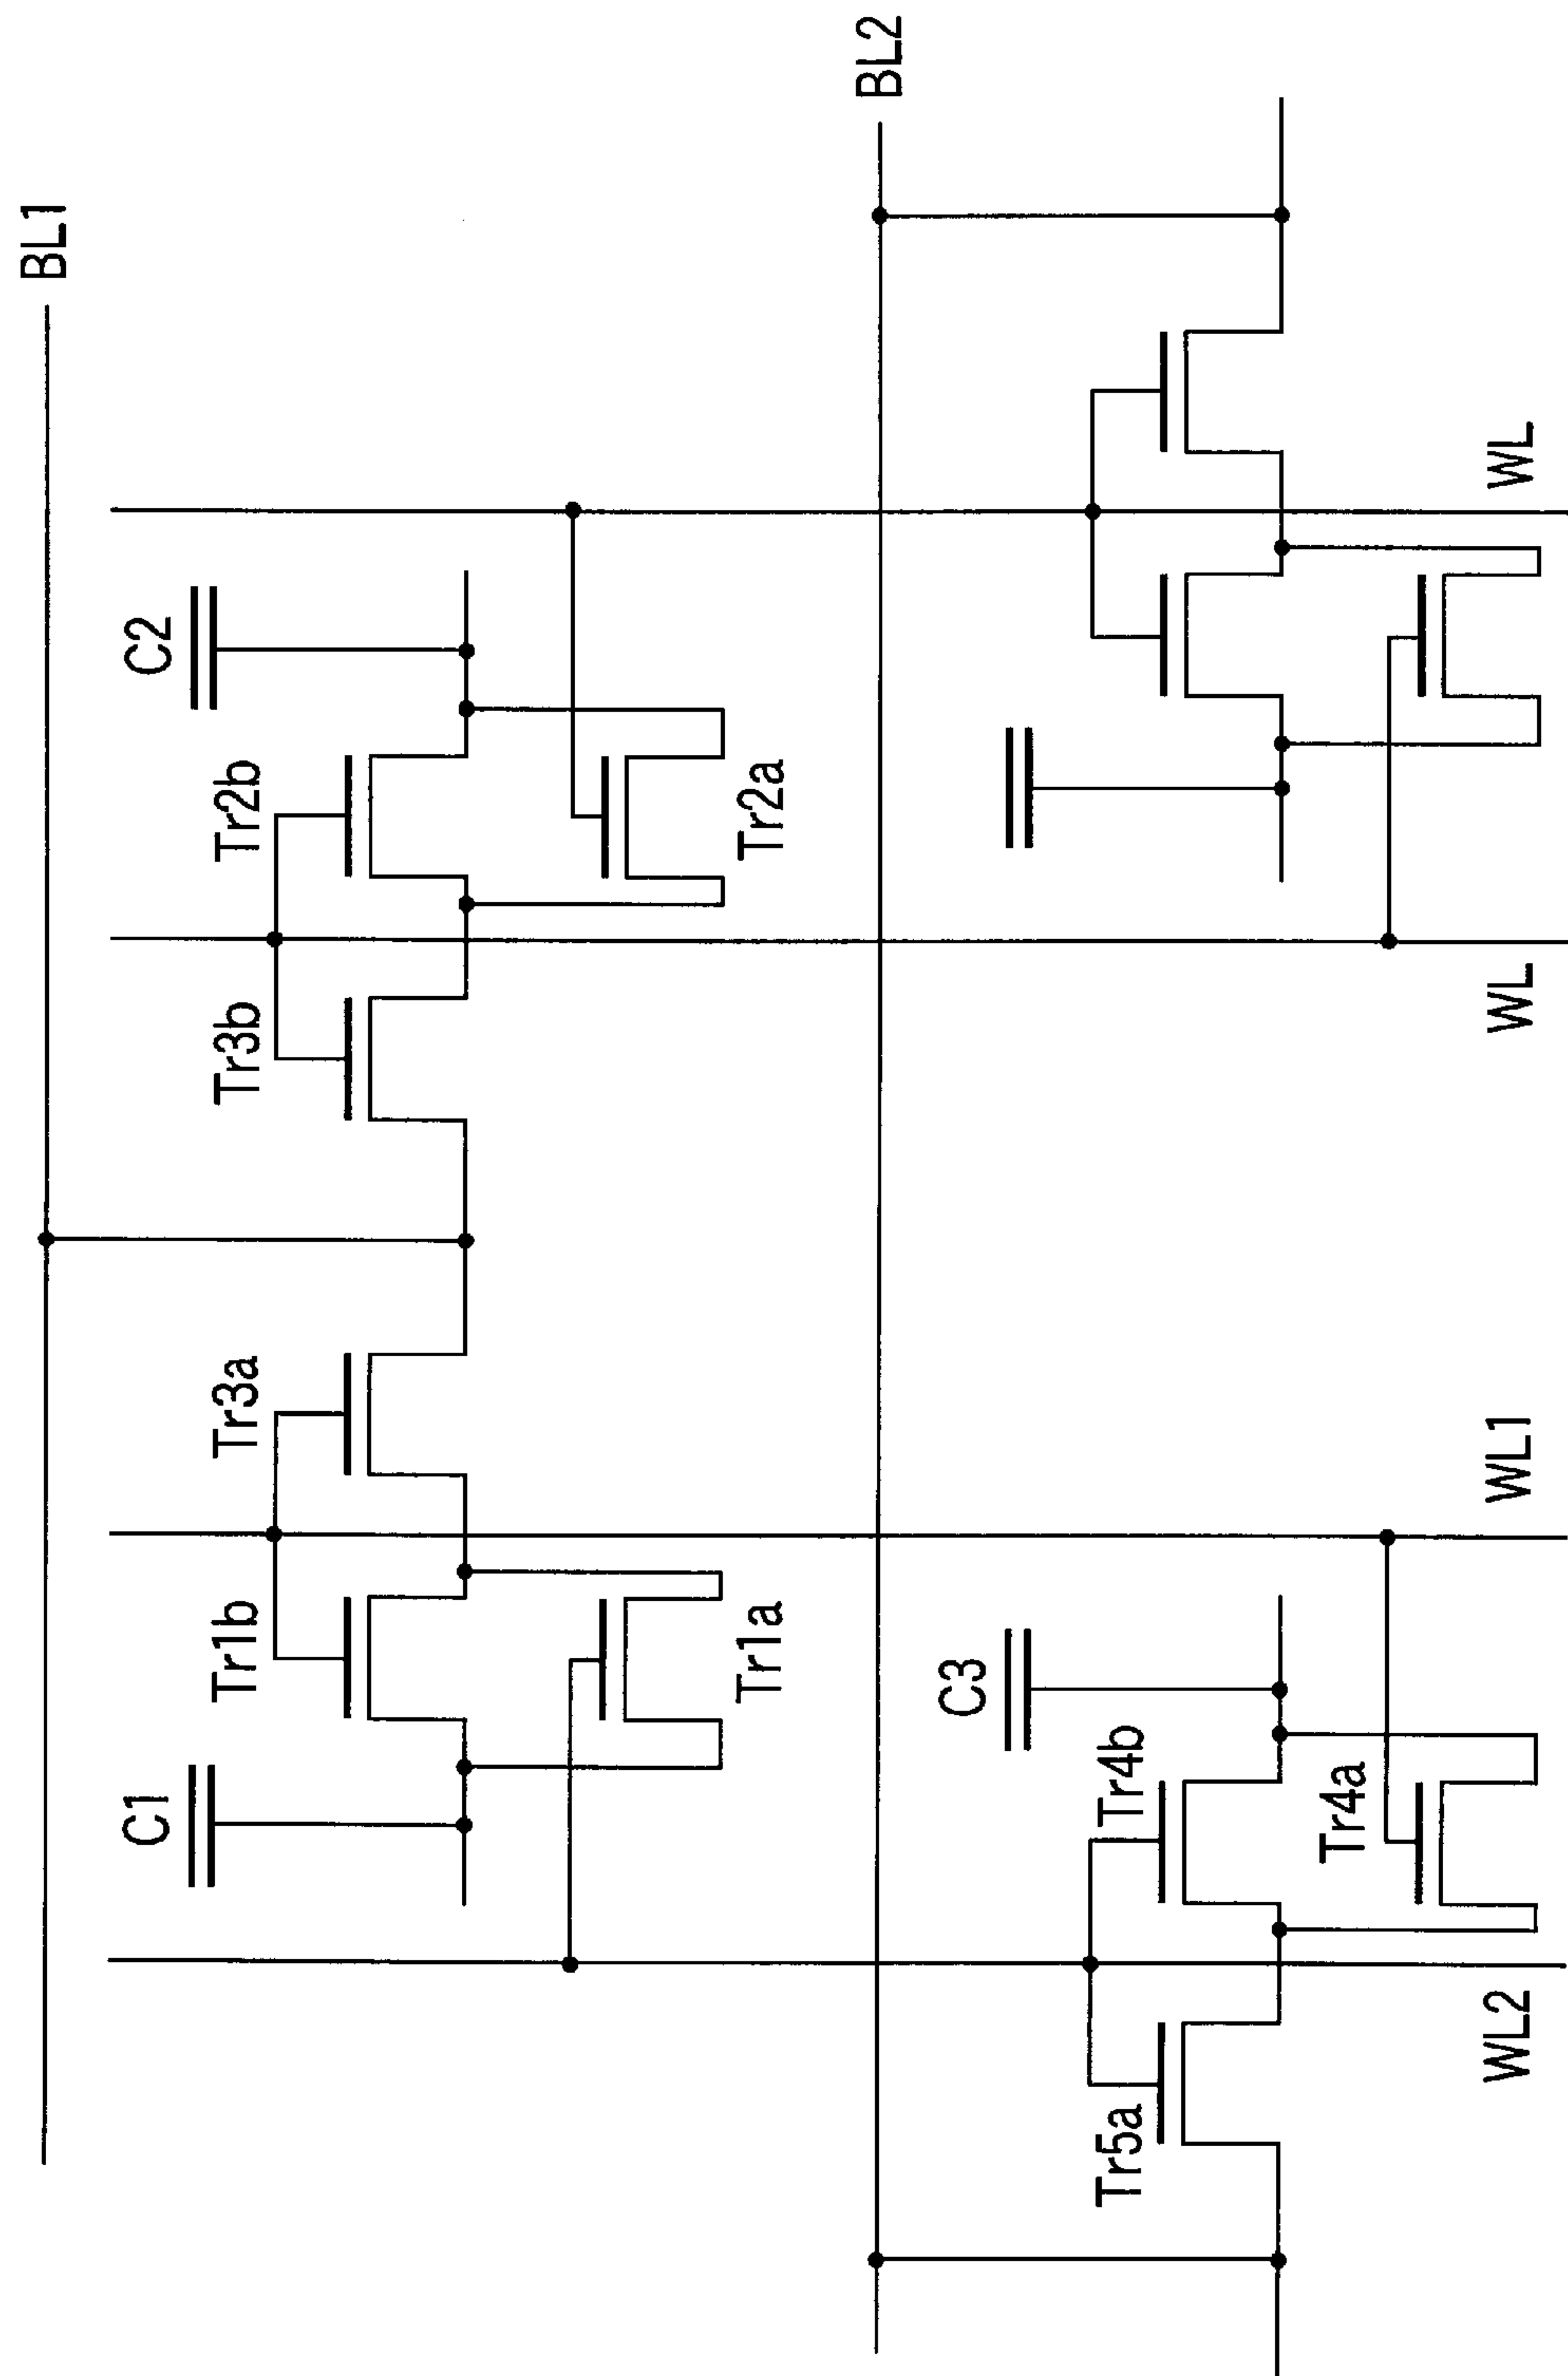 BL1
C1
C2
Tr1b
Tr3a
Tr3b
Tr2b
Tr1a
Tr2a
BL2
C3
Tr5a
Tr4b
Tr4a
WL2
WL1
WL
WL